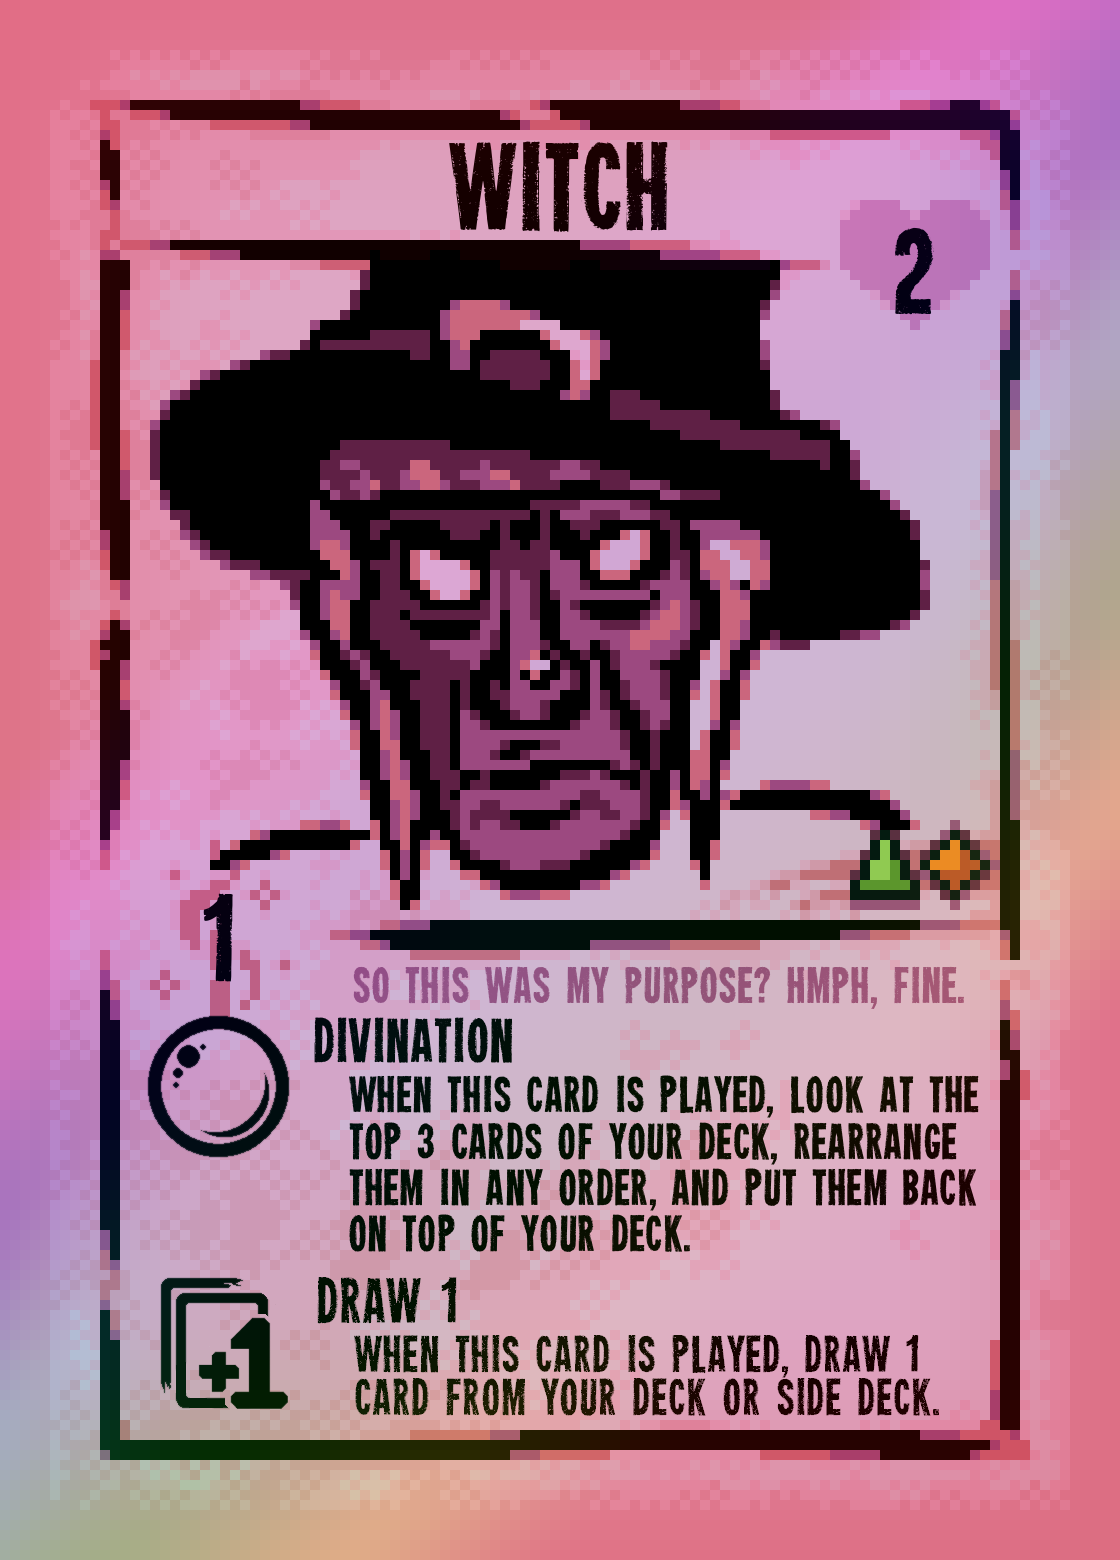 WITCH
2
1
SO THIS WAS MY PURPOSE? HMPH, FINE.
DIVINATION
WHEN THIS CARD IS PLAYED, LOOK AT THE
TOP 3 CARDS OF YOUR DECK, REARRANGE
THEM IN ANY ORDER, AND PUT THEM BACK
ON TOP OF YOUR DECK.
+1
DRAW 1
WHEN THIS CARD IS PLAYED, DRAW 1
CARD FROM YOUR DECK OR SIDE DECK.